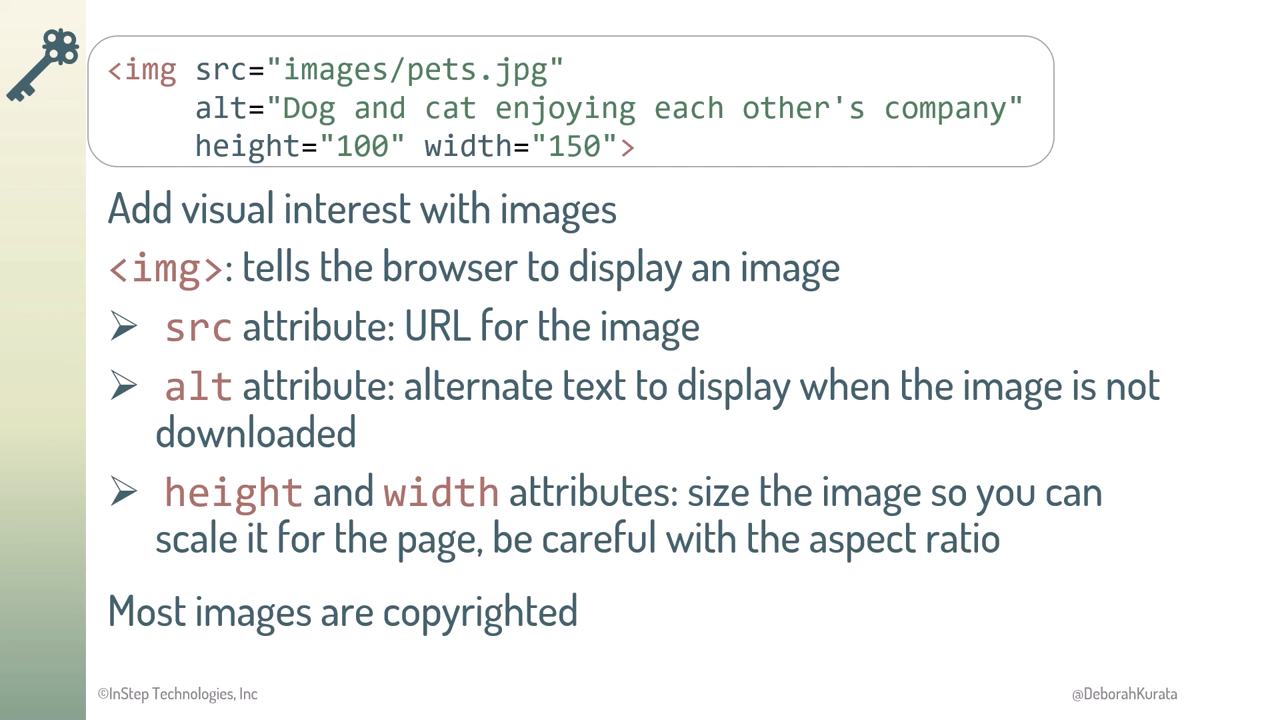 <img src="images/pets.jpg"
alt="Dog and cat enjoying each other's company"
height="100" width="150">
Add visual interest with images
<img>: tells the browser to display an image
➢ src attribute: URL for the image
➢ alt attribute: alternate text to display when the image is not
downloaded
➢ height and width attributes: size the image so you can
scale it for the page, be careful with the aspect ratio
Most images are copyrighted
©InStep Technologies, Inc
@DeborahKurata